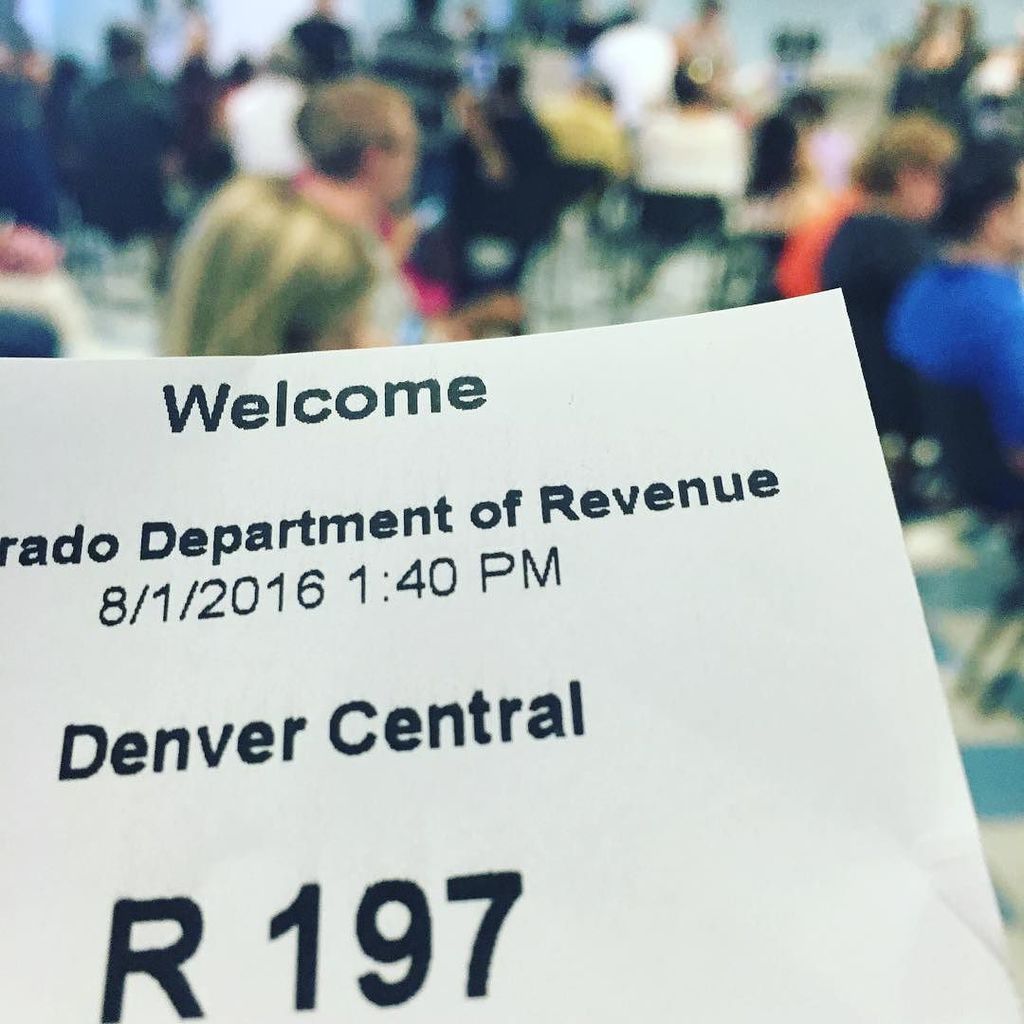 Welcome
rado Department of Revenue
8/1/2016 1:40 PM
Denver Central
R 197